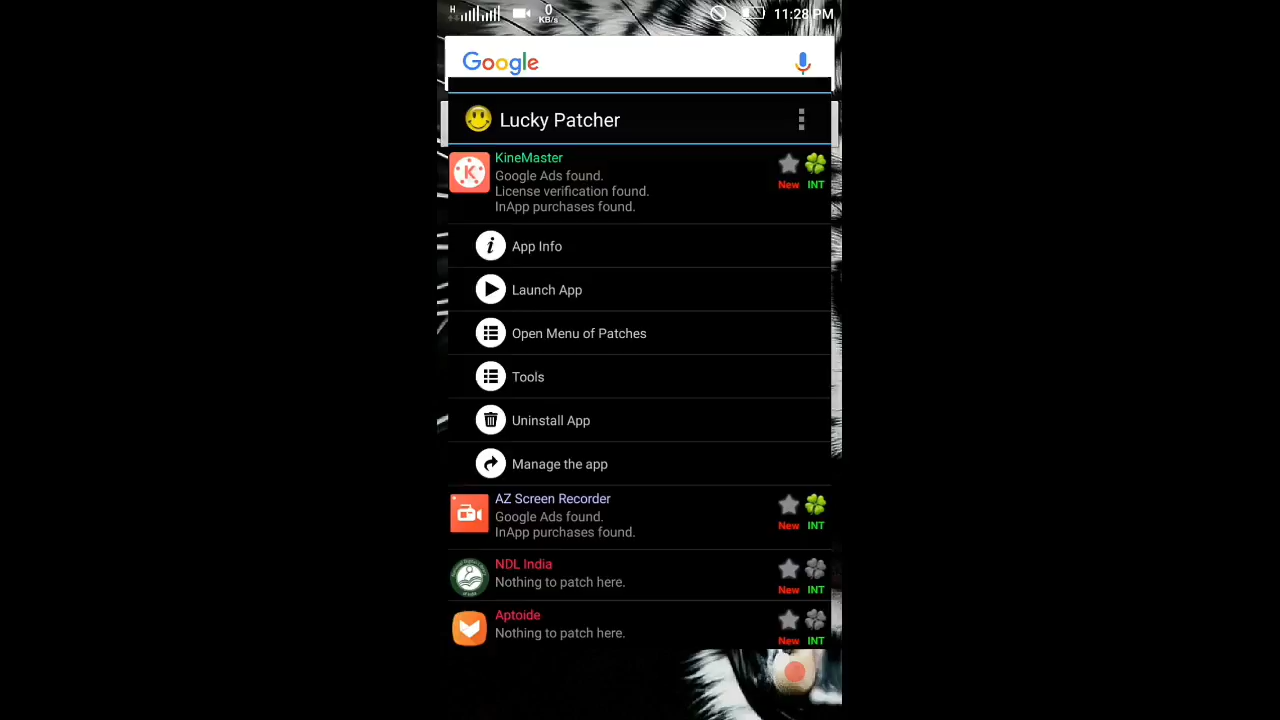 H 0 KB/s 11:28 PM
Google
Lucky Patcher
KineMaster
Google Ads found.
License verification found.
InApp purchases found.
New INT
App Info
Launch App
Open Menu of Patches
Tools
Uninstall App
Manage the app
AZ Screen Recorder
Google Ads found.
InApp purchases found.
New INT
NDL India
Nothing to patch here.
New INT
Aptoide
Nothing to patch here.
New INT